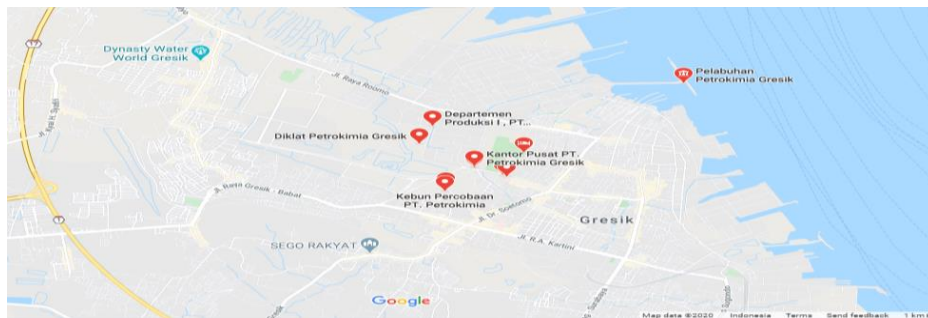 Dynasty Water
World Gresik
Jl. Raya Roomo
Pelabuhan
Petrokimia Gresik
Departemen
Produksi I , PT...
Diklat Petrokimia Gresik
Kantor Pusat PT.
Petrokimia Gresik
Kebun Percobaan
PT. Petrokimia
Jl. Raya Gresik - Babat
Jl. Dr. Soetomo
Gresik
Jl. R.A. Kartini
SEGO RAKYAT
Google
Map data ©2020 Indonesia Terms Send feedback 1 km